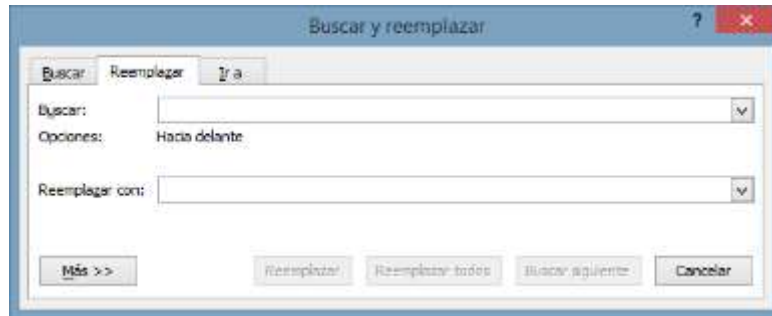 Buscar y reemplazar ?
Buscar Reemplazar Ir a
Buscar:
Opciones: Hacia delante
Reemplazar con:
Más >> Reemplazar Reemplazar todos Buscar siguiente Cancelar